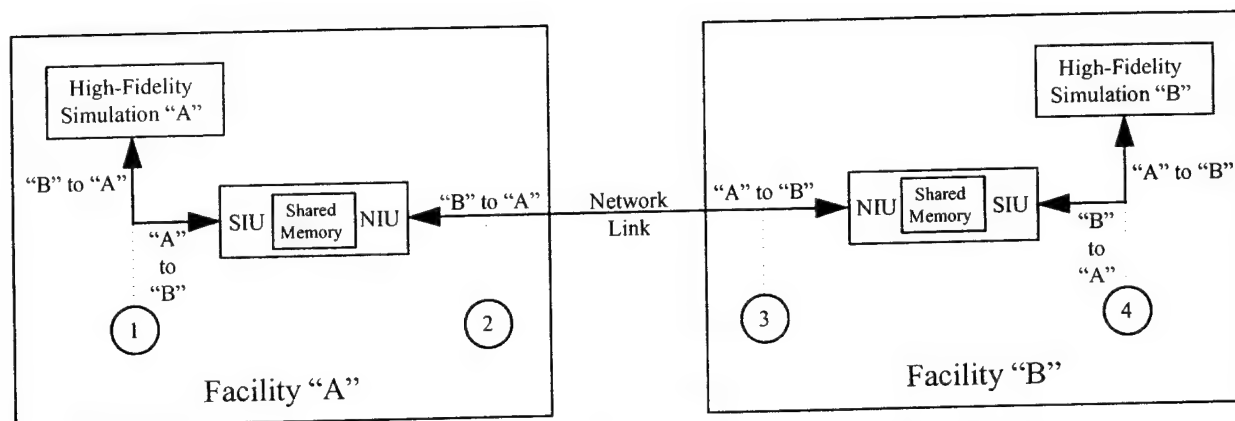 High-Fidelity
Simulation “A”
“B” to “A”
“A”
to
“B”
SIU
Shared
Memory
NIU
“B” to “A”
1
2
Facility “A”
Network
Link
High-Fidelity
Simulation “B”
“A” to “B”
NIU
Shared
Memory
SIU
“A” to “B”
“B”
to
“A”
3
4
Facility “B”